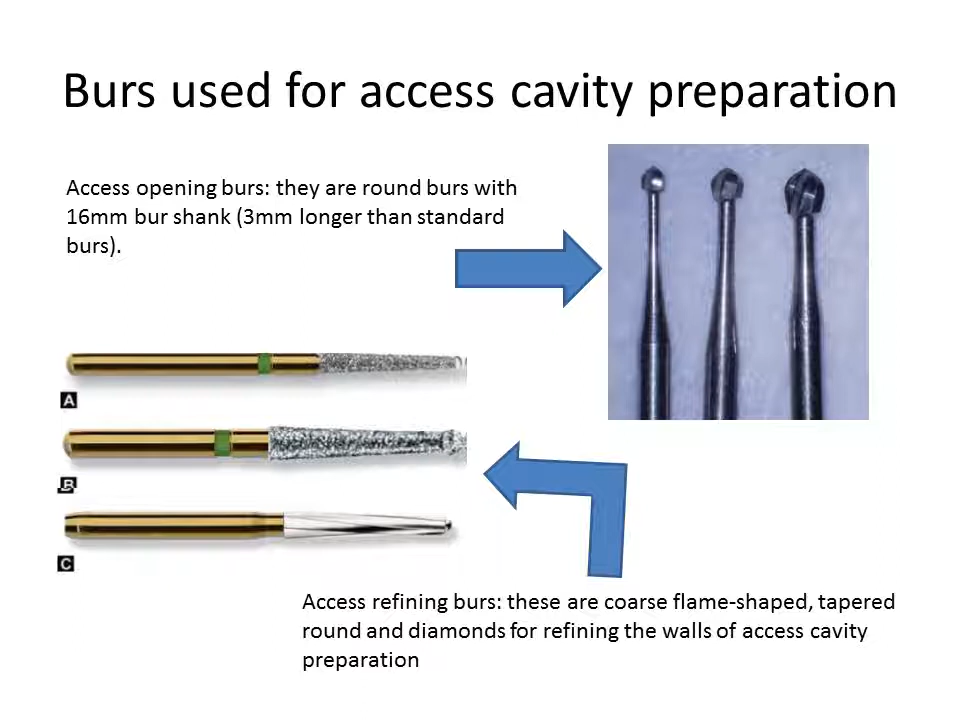 Burs used for access cavity preparation
Access opening burs: they are round burs with
16mm bur shank (3mm longer than standard
burs).
A
B
C
Access refining burs: these are coarse flame-shaped, tapered
round and diamonds for refining the walls of access cavity
preparation